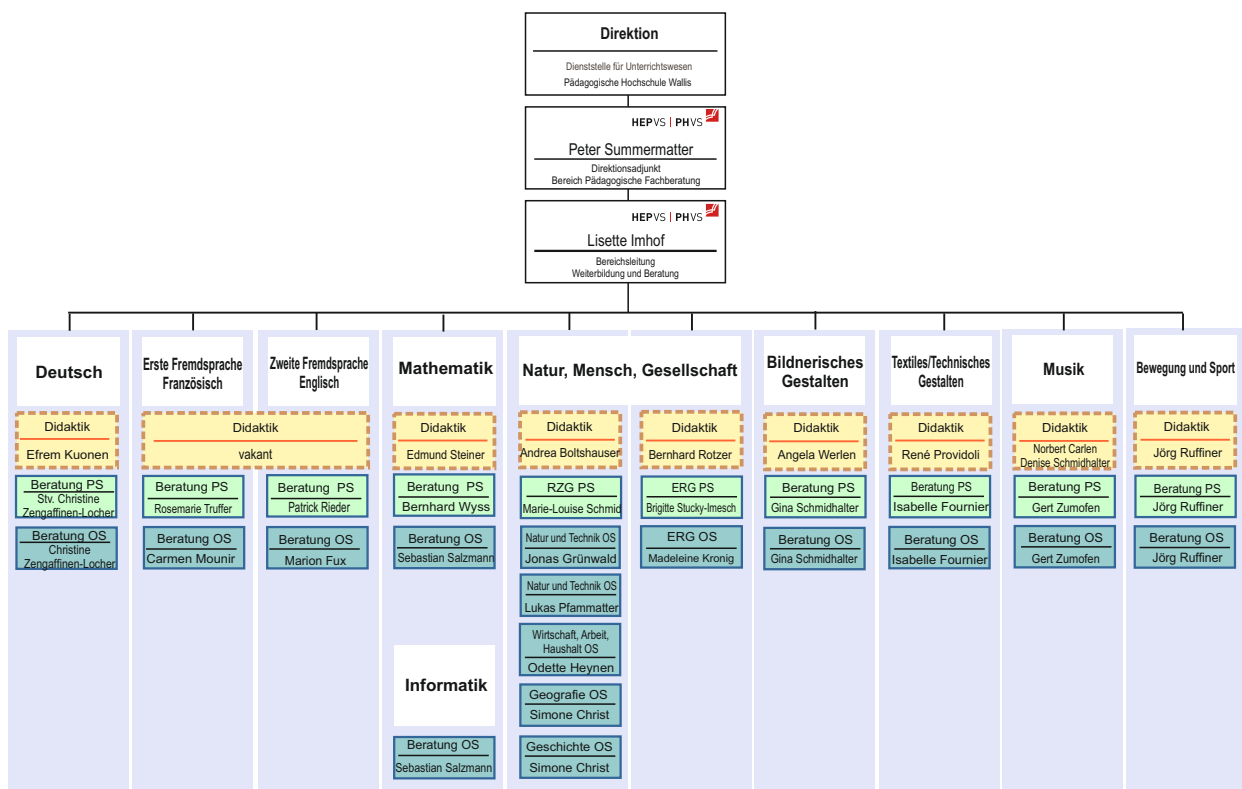 Direktion
Dienststelle für Unterrichtswesen
Pädagogische Hochschule Wallis
HEPVS | PHVS
Peter Summermatter
Direktionsadjunkt
Bereich Pädagogische Fachberatung
HEPVS | PHVS
Lisette Imhof
Bereichsleitung
Weiterbildung und Beratung
Deutsch
Didaktik
Efrem Kuonen
Beratung PS
Stv. Christine
Zengaffinen-Locher
Beratung OS
Christine
Zengaffinen-Locher
Erste Fremdsprache
Französisch
Zweite Fremdsprache
Englisch
Didaktik
vakant
Beratung PS
Rosemarie Truffer
Beratung OS
Carmen Mounir
Beratung PS
Patrick Rieder
Beratung OS
Marion Fux
Mathematik
Didaktik
Edmund Steiner
Beratung PS
Bernhard Wyss
Beratung OS
Sebastian Salzmann
Informatik
Beratung OS
Sebastian Salzmann
Natur, Mensch, Gesellschaft
Didaktik
Andrea Boltshauser
RZG PS
Marie-Louise Schmid
Natur und Technik OS
Jonas Grünwald
Natur und Technik OS
Lukas Pfammatter
Wirtschaft, Arbeit,
Haushalt OS
Odette Heynen
Geografie OS
Simone Christ
Geschichte OS
Simone Christ
Didaktik
Bernhard Rotzer
ERG PS
Brigitte Stucky-Imesch
ERG OS
Madeleine Kronig
Bildnerisches
Gestalten
Didaktik
Angela Werlen
Beratung PS
Gina Schmidhalter
Beratung OS
Gina Schmidhalter
Textiles/Technisches
Gestalten
Didaktik
René Providoli
Beratung PS
Isabelle Fournier
Beratung OS
Isabelle Fournier
Musik
Didaktik
Norbert Carlen
Denise Schmidhalter
Beratung PS
Gert Zumofen
Beratung OS
Gert Zumofen
Bewegung und Sport
Didaktik
Jörg Ruffiner
Beratung PS
Jörg Ruffiner
Beratung OS
Jörg Ruffiner